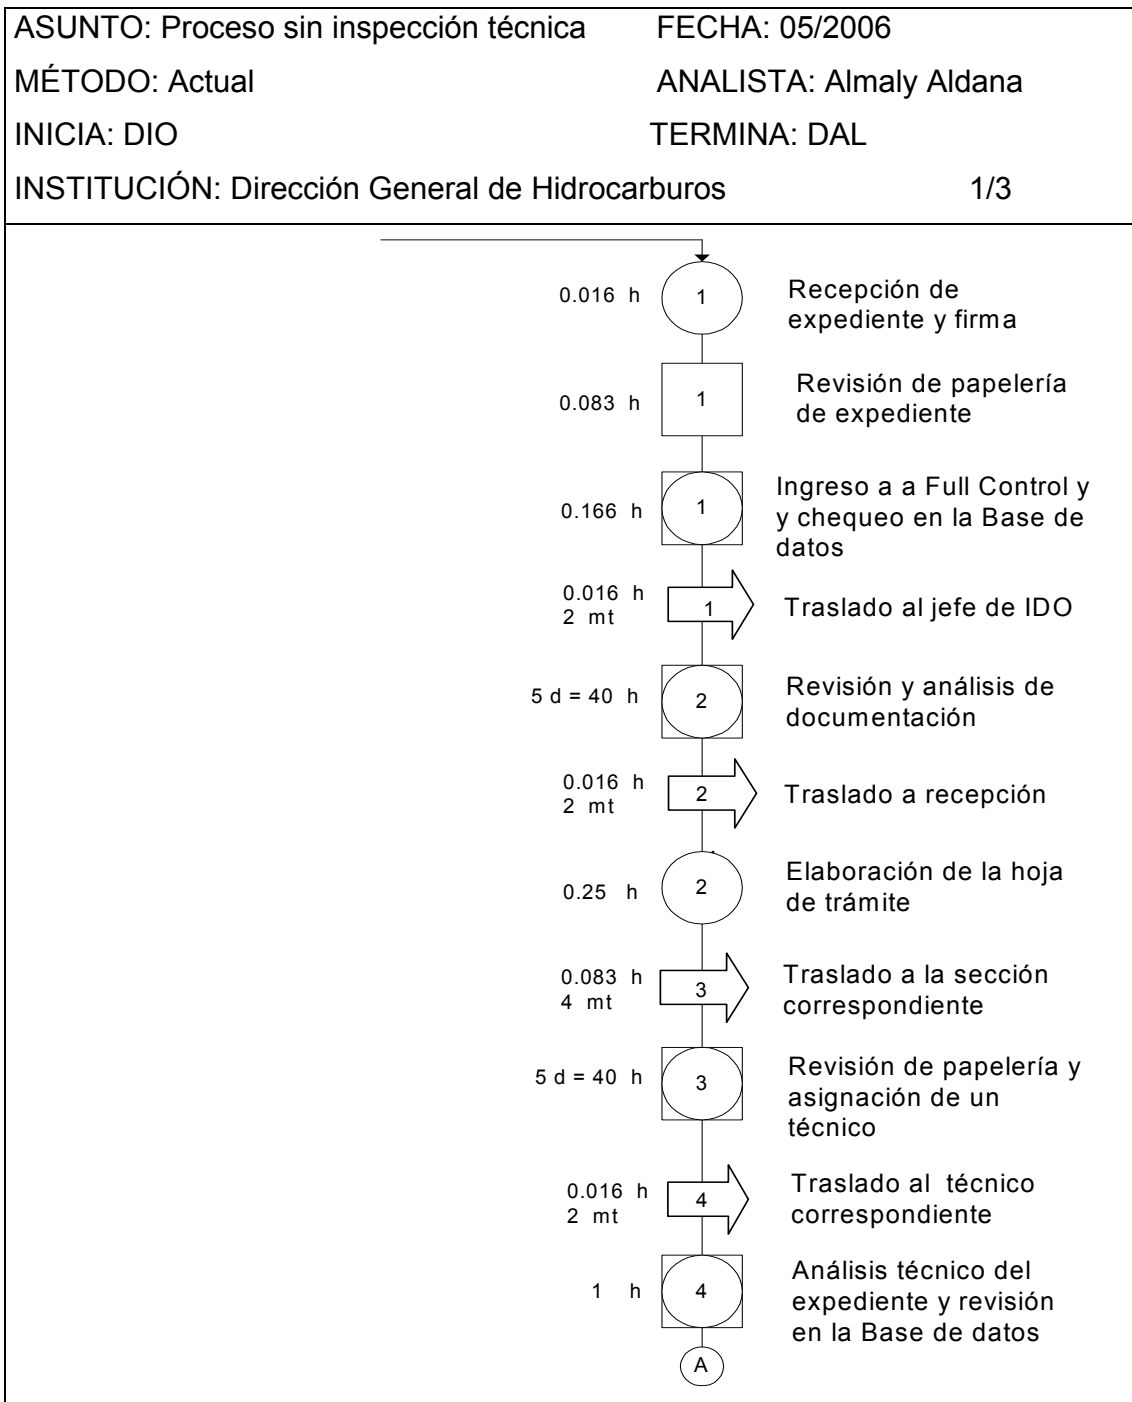 ASUNTO: Proceso sin inspección técnica FECHA: 05/2006
MÉTODO: Actual ANALISTA: Almaly Aldana
INICIA: DIO TERMINA: DAL
INSTITUCIÓN: Dirección General de Hidrocarburos 1/3
0.016 h
1
Recepción de
expediente y firma
0.083 h
1
Revisión de papelería
de expediente
0.166 h
1
Ingreso a a Full Control y
y chequeo en la Base de
datos
0.016 h
2 mt
1
Traslado al jefe de IDO
5 d = 40 h
2
Revisión y análisis de
documentación
0.016 h
2 mt
2
Traslado a recepción
0.25 h
2
Elaboración de la hoja
de trámite
0.083 h
4 mt
3
Traslado a la sección
correspondiente
5 d = 40 h
3
Revisión de papelería y
asignación de un
técnico
0.016 h
2 mt
4
Traslado al técnico
correspondiente
1 h
4
Análisis técnico del
expediente y revisión
en la Base de datos
A